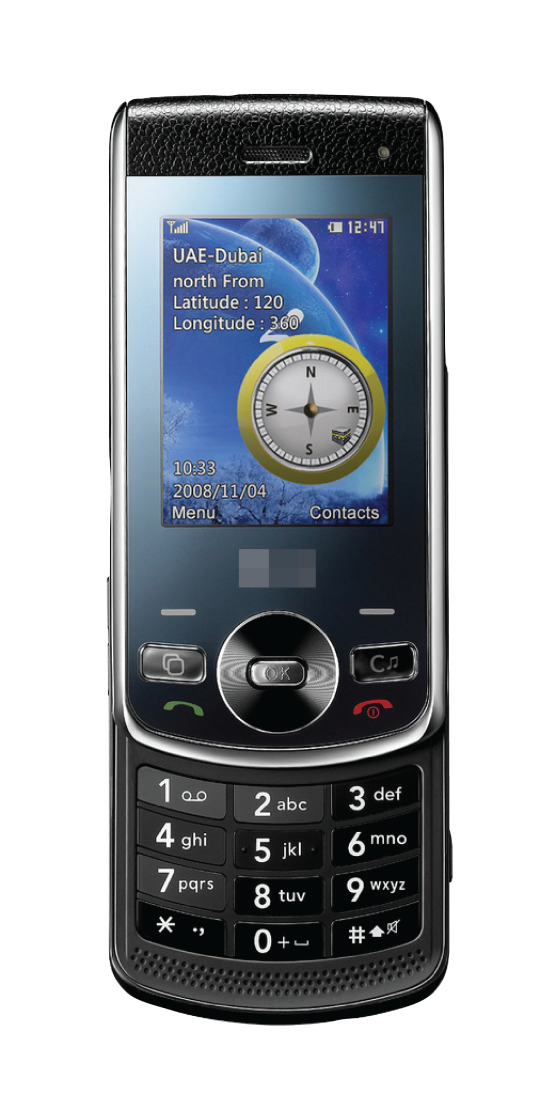 12:47
UAE-Dubai
north From
Latitude : 120
Longitude : 360
N
W E
S
10:33
2008/11/04
Menu Contacts
OK
C
1 2 abc 3 def
4 ghi 5 jkl 6 mno
7 pqrs 8 tuv 9 wxyz
* ., 0 + #